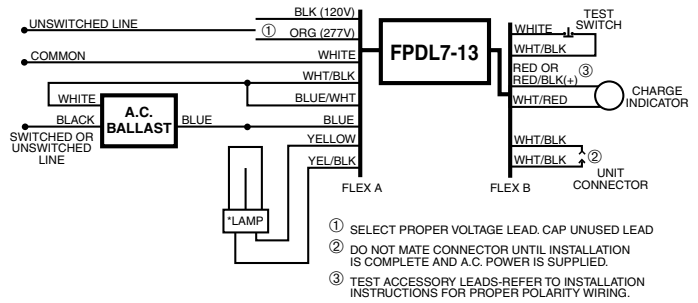 UNSWITCHED LINE
①
BLK (120V)
ORG (277V)
COMMON
WHITE
WHT/BLK
BLUE/WHT
WHITE
A.C.
BALLAST
BLACK
BLUE
BLUE
SWITCHED OR
UNSWITCHED
LINE
YELLOW
YEL/BLK
*LAMP
FLEX A
FPDL7-13
WHITE
TEST
SWITCH
WHT/BLK
RED OR
RED/BLK(+)
③
WHT/RED
CHARGE
INDICATOR
WHT/BLK
②
WHT/BLK
UNIT
CONNECTOR
FLEX B
① SELECT PROPER VOLTAGE LEAD. CAP UNUSED LEAD
② DO NOT MATE CONNECTOR UNTIL INSTALLATION
IS COMPLETE AND A.C. POWER IS SUPPLIED.
③ TEST ACCESSORY LEADS-REFER TO INSTALLATION
INSTRUCTIONS FOR PROPER POLARITY WIRING.